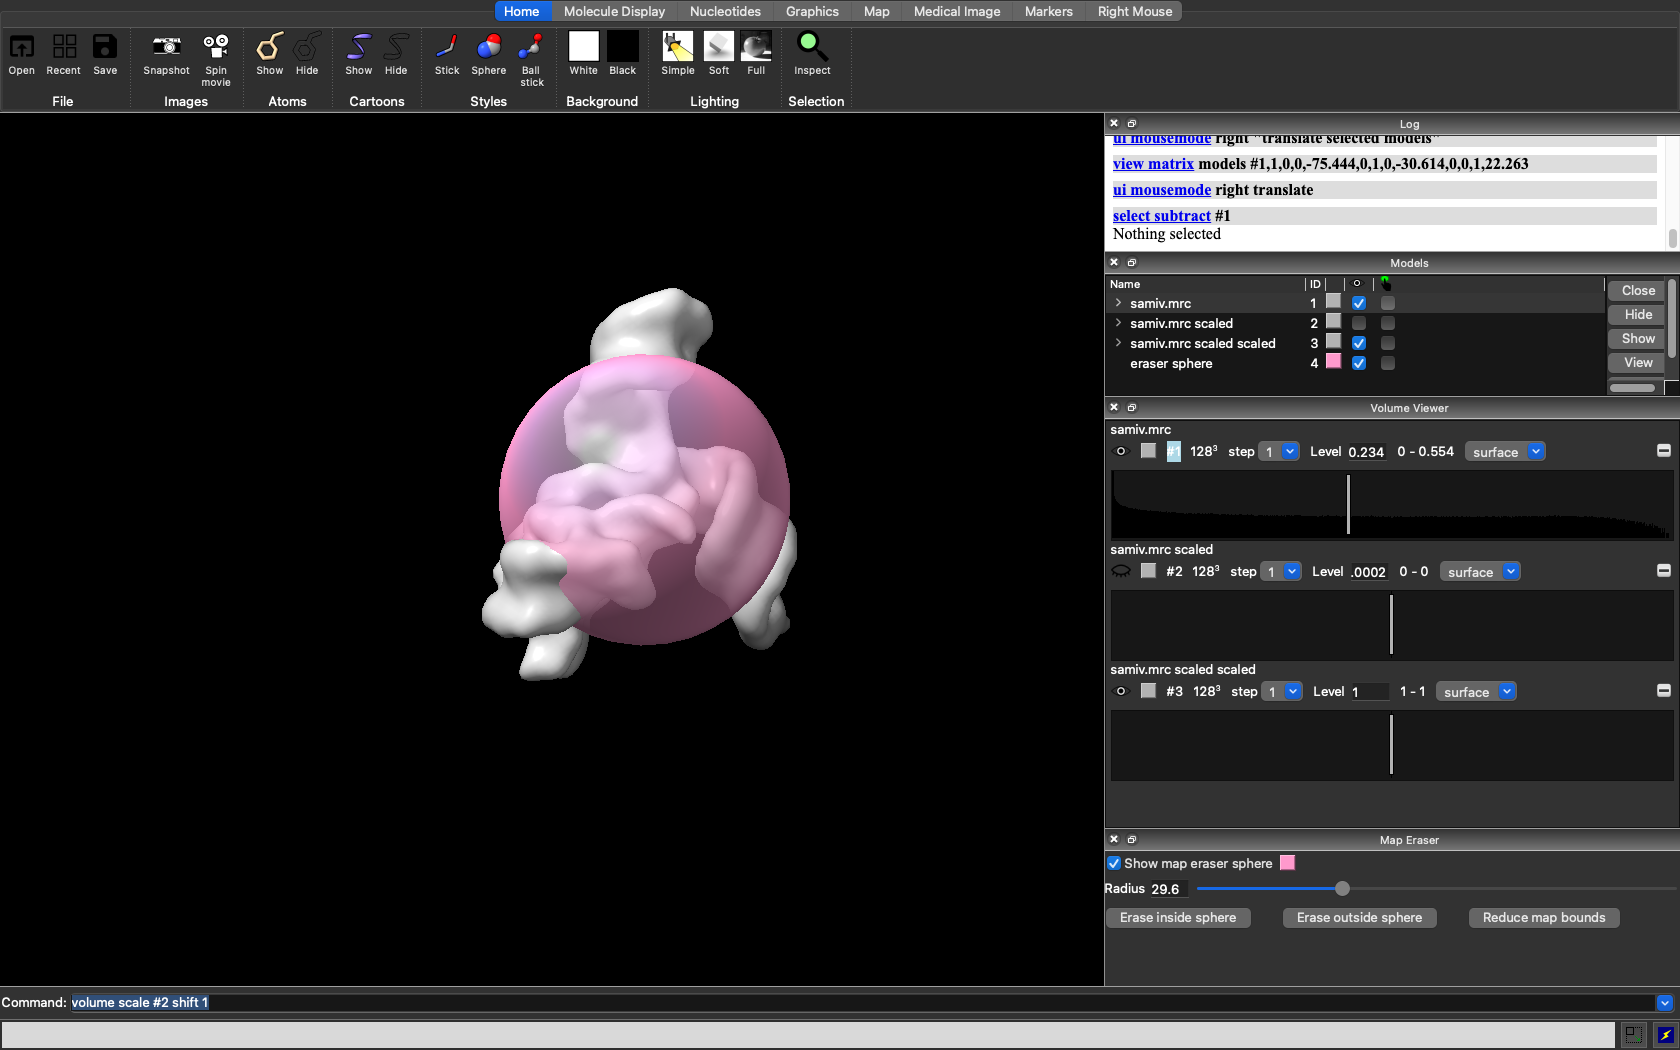 Home Molecule Display Nucleotides Graphics Map Medical Image Markers Right Mouse
Open Recent Save Snapshot Spin movie Show Hide Show Hide Stick Sphere Ball stick White Black Simple Soft Full Inspect
File Images Atoms Cartoons Styles Background Lighting Selection
Log
ui mousemode right "translate selected models"
view matrix models #1,1,0,0,-75.444,0,1,0,-30.614,0,0,1,22.263
ui mousemode right translate
select subtract #1
Nothing selected
Models
Name ID
samiv.mrc 1
samiv.mrc scaled 2
samiv.mrc scaled scaled 3
eraser sphere 4
Close
Hide
Show
View
Volume Viewer
samiv.mrc
#1 128³ step 1 Level 0.234 0 - 0.554 surface
samiv.mrc scaled
#2 128³ step 1 Level .0002 0 - 0 surface
samiv.mrc scaled scaled
#3 128³ step 1 Level 1 1 - 1 surface
Map Eraser
Show map eraser sphere
Radius 29.6
Erase inside sphere Erase outside sphere Reduce map bounds
Command: volume scale #2 shift 1